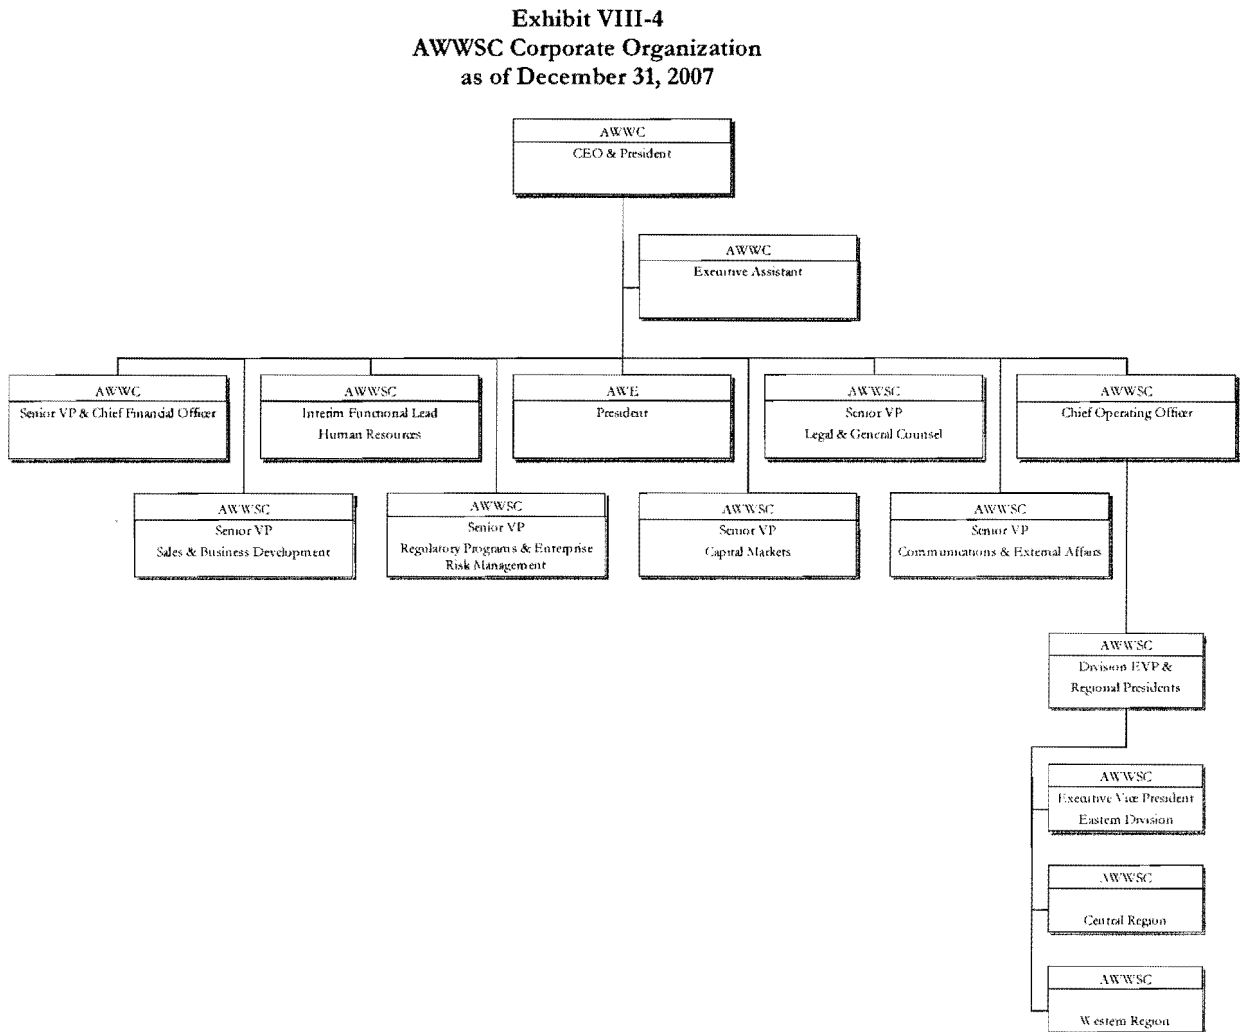 Exhibit VIII-4
AWWSC Corporate Organization
as of December 31, 2007
AWWC
CEO & President
AWWC
Executive Assistant
AWWC
Senior VP & Chief Financial Officer
AWWSC
Interim Functional Lead
Human Resources
AWE
President
AWWSC
Senior VP
Legal & General Counsel
AWWSC
Chief Operating Officer
AWWSC
Senior VP
Sales & Business Development
AWWSC
Senior VP
Regulatory Programs & Enterprise
Risk Management
AWWSC
Senior VP
Capital Markets
AWWSC
Senior VP
Communications & External Affairs
AWWSC
Division EVP &
Regional Presidents
AWWSC
Executive Vice President
Eastern Division
AWWSC
Central Region
AWWSC
Western Region